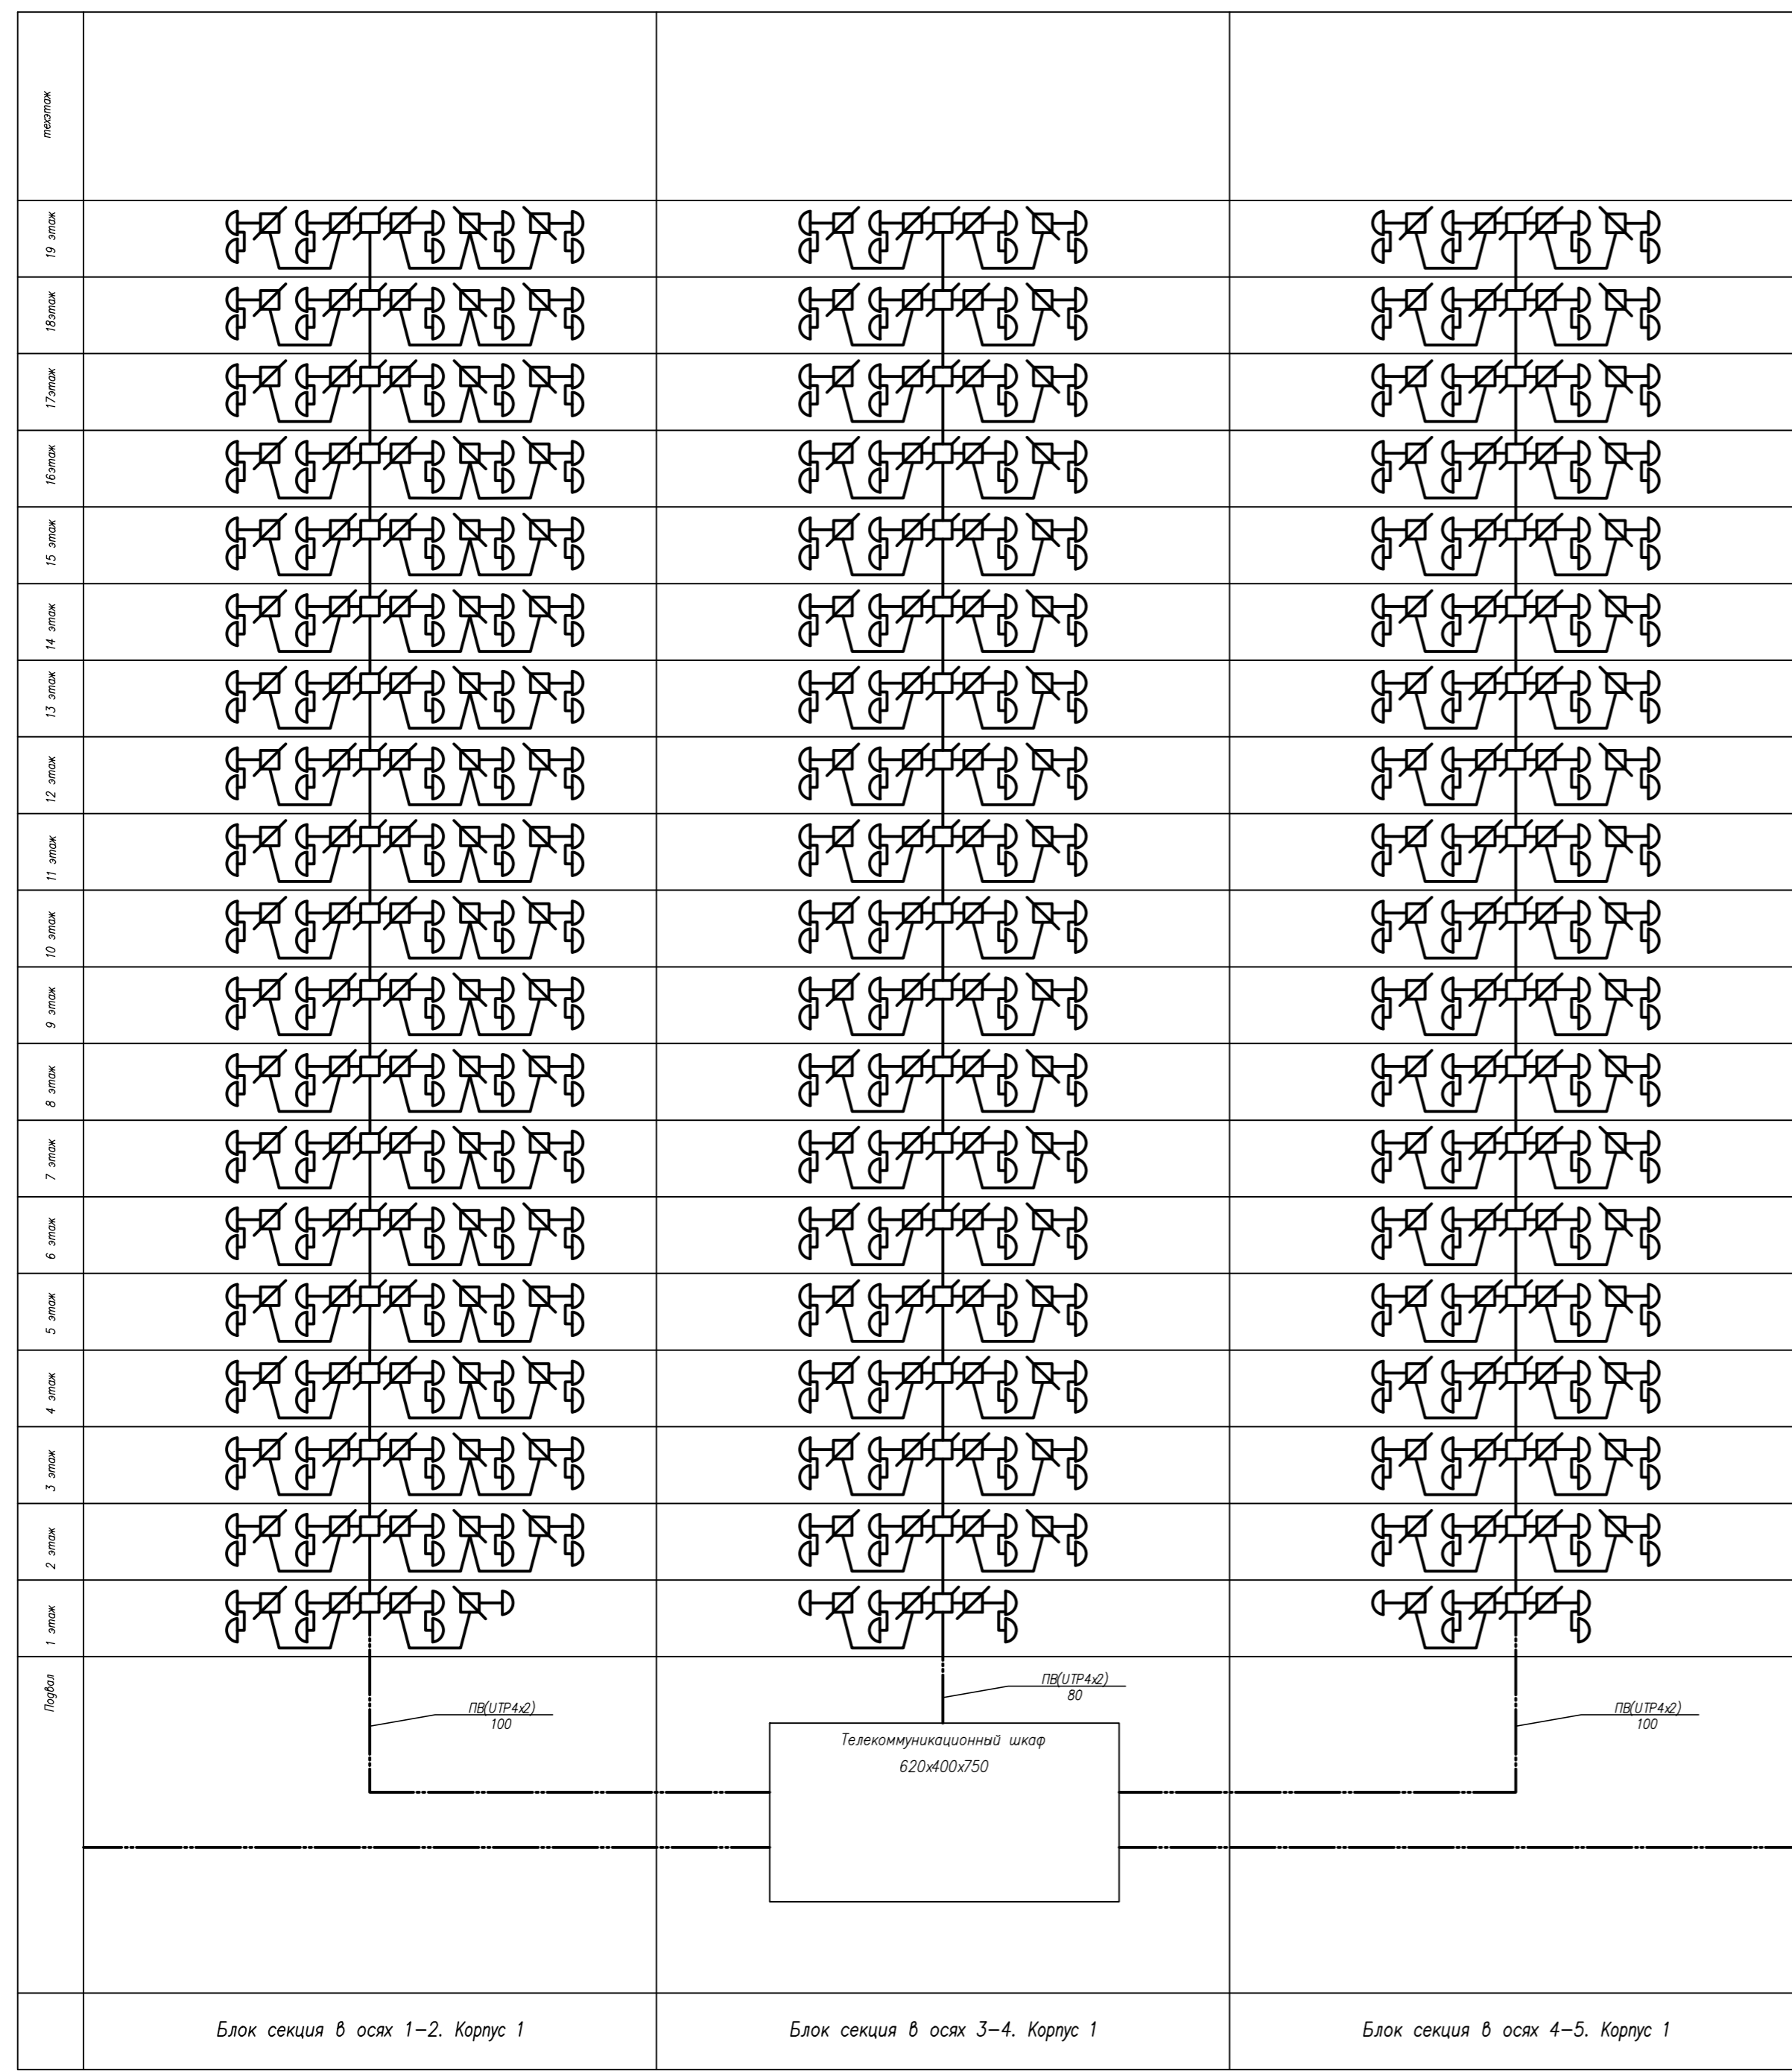 техэтаж
19 этаж
18этаж
17этаж
16этаж
15 этаж
14 этаж
13 этаж
12 этаж
11 этаж
10 этаж
9 этаж
8 этаж
7 этаж
6 этаж
5 этаж
4 этаж
3 этаж
2 этаж
1 этаж
Подвал
ПВ(UTP4x2)
100
ПВ(UTP4x2)
80
ПВ(UTP4x2)
100
Телекоммуникационный шкаф
620x400x750
Блок секция в осях 1-2. Корпус 1
Блок секция в осях 3-4. Корпус 1
Блок секция в осях 4-5. Корпус 1